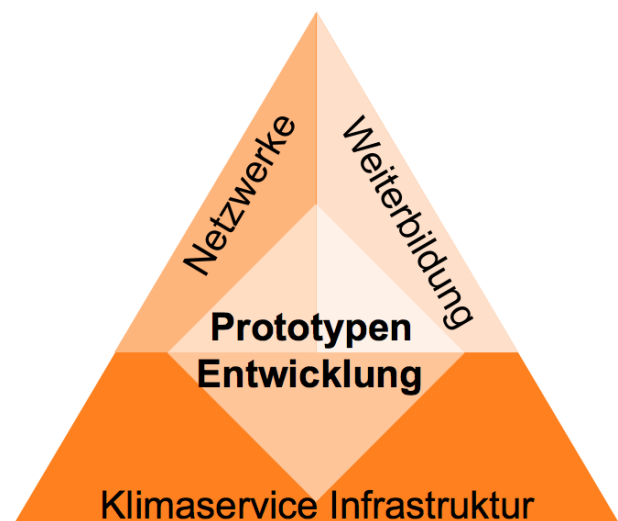 Netzwerke
Weiterbildung
Prototypen
Entwicklung
Klimaservice Infrastruktur